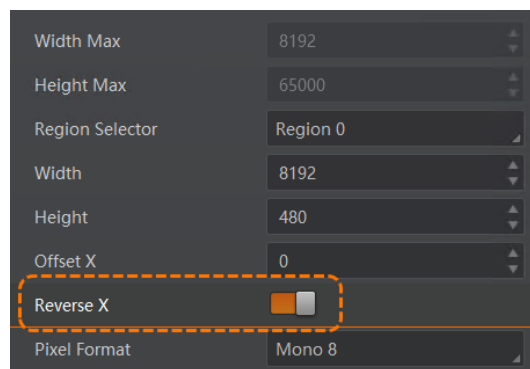 Width Max 8192
Height Max 65000
Region Selector Region 0
Width 8192
Height 480
Offset X 0
Reverse X
Pixel Format Mono 8